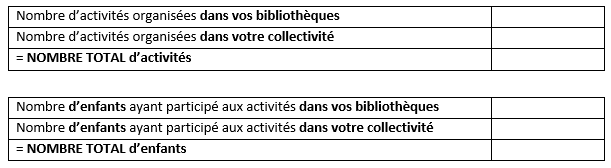 Nombre d'activités organisées dans vos bibliothèques
Nombre d'activités organisées dans votre collectivité
= NOMBRE TOTAL d'activités
Nombre d'enfants ayant participé aux activités dans vos bibliothèques
Nombre d'enfants ayant participé aux activités dans votre collectivité
= NOMBRE TOTAL d'enfants